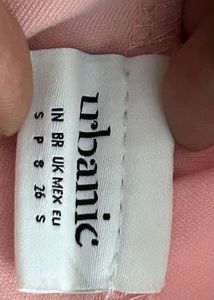 urbanic
IN BR UK MEX EU
S P 8 26 S